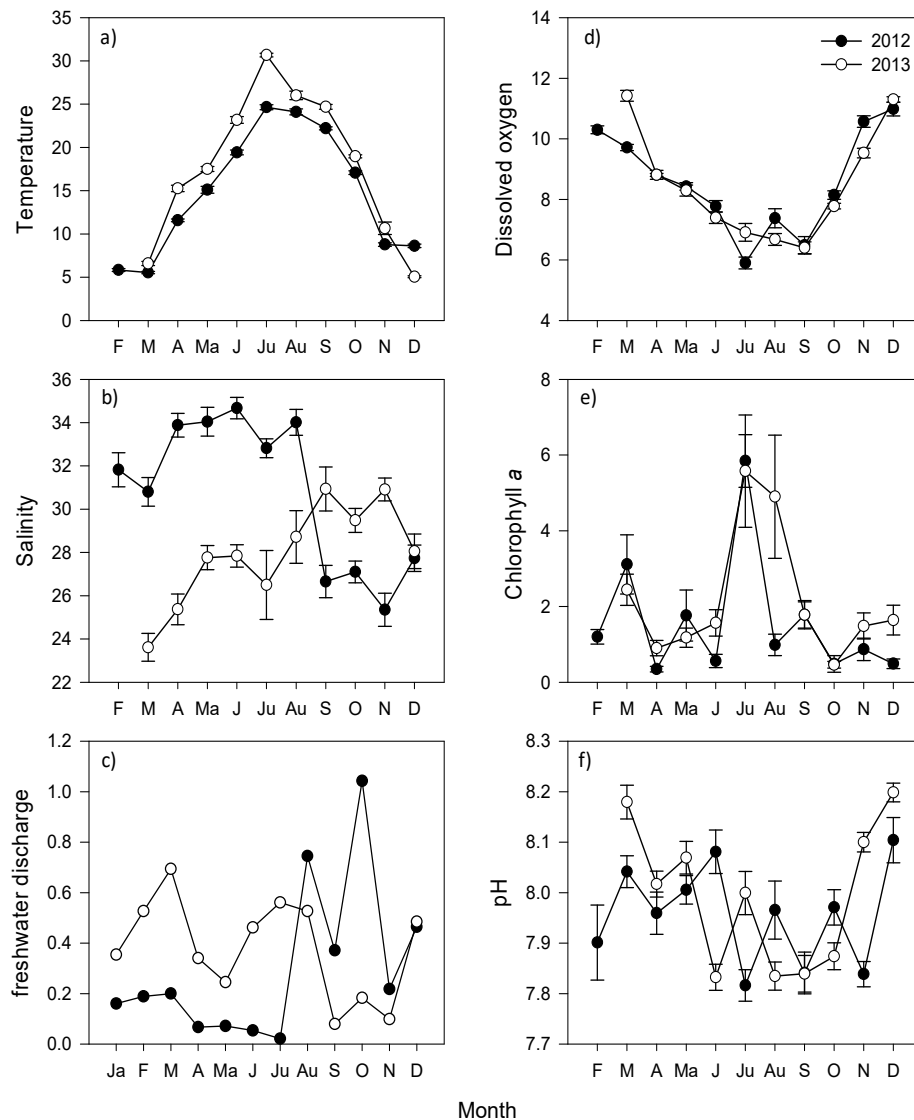 a)
Temperature
35
30
25
20
15
10
5
0
F M A Ma J Ju Au S O N D
d)
2012
2013
Dissolved oxygen
14
12
10
8
6
4
F M A Ma J Ju Au S O N D
b)
Salinity
36
34
32
30
28
26
24
22
F M A Ma J Ju Au S O N D
e)
Chlorophyll a
8
6
4
2
0
F M A Ma J Ju Au S O N D
c)
freshwater discharge
1.2
1.0
0.8
0.6
0.4
0.2
0.0
Ja F M A Ma J Ju Au S O N D
f)
pH
8.3
8.2
8.1
8.0
7.9
7.8
7.7
F M A Ma J Ju Au S O N D
Month